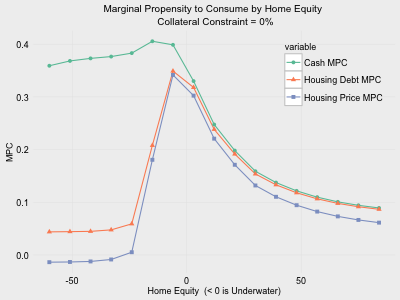 Marginal Propensity to Consume by Home Equity
Collateral Constraint = 0%
variable
Cash MPC
Housing Debt MPC
Housing Price MPC
MPC
0.4
0.3
0.2
0.1
0.0
-50
0
50
Home Equity (< 0 is Underwater)